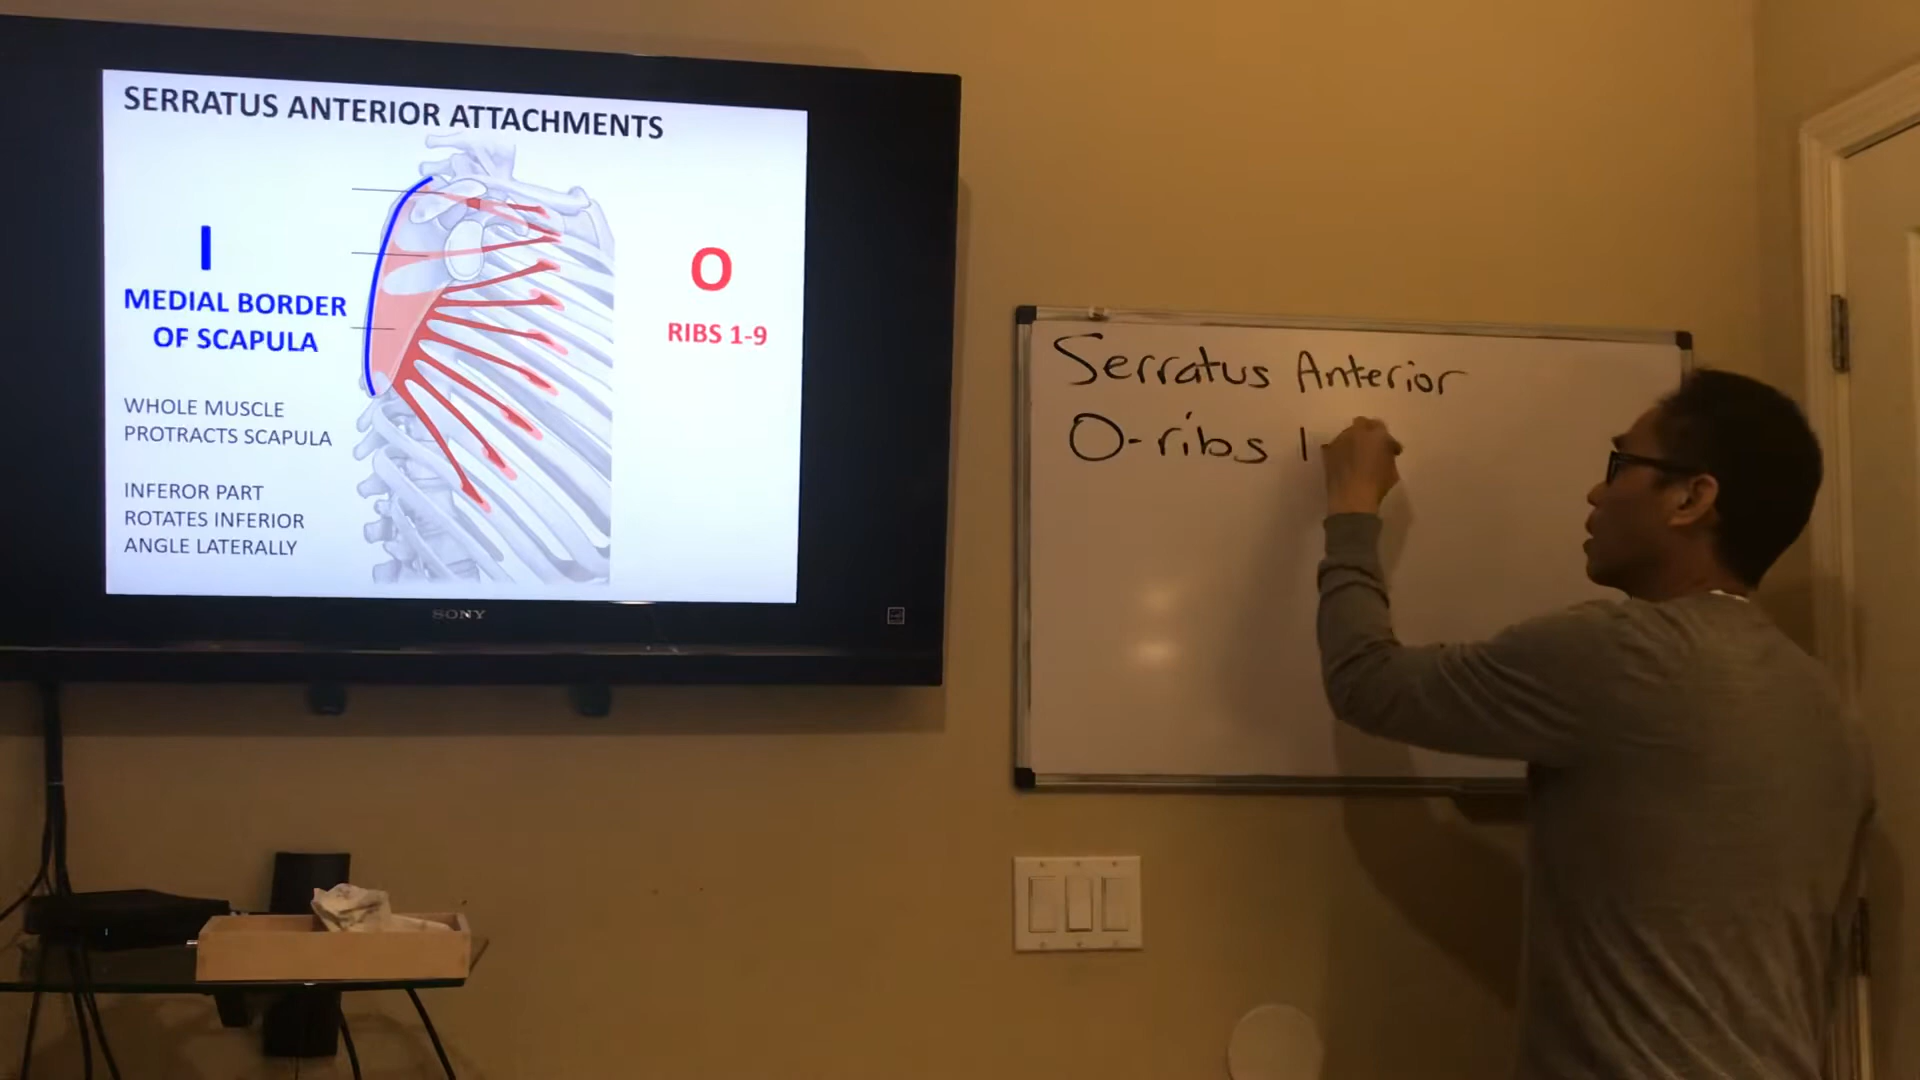 SERRATUS ANTERIOR ATTACHMENTS
I
MEDIAL BORDER
OF SCAPULA
WHOLE MUSCLE
PROTRACTS SCAPULA
INFEROR PART
ROTATES INFERIOR
ANGLE LATERALLY
O
RIBS 1-9
SONY
Serratus Anterior
O-ribs 1-